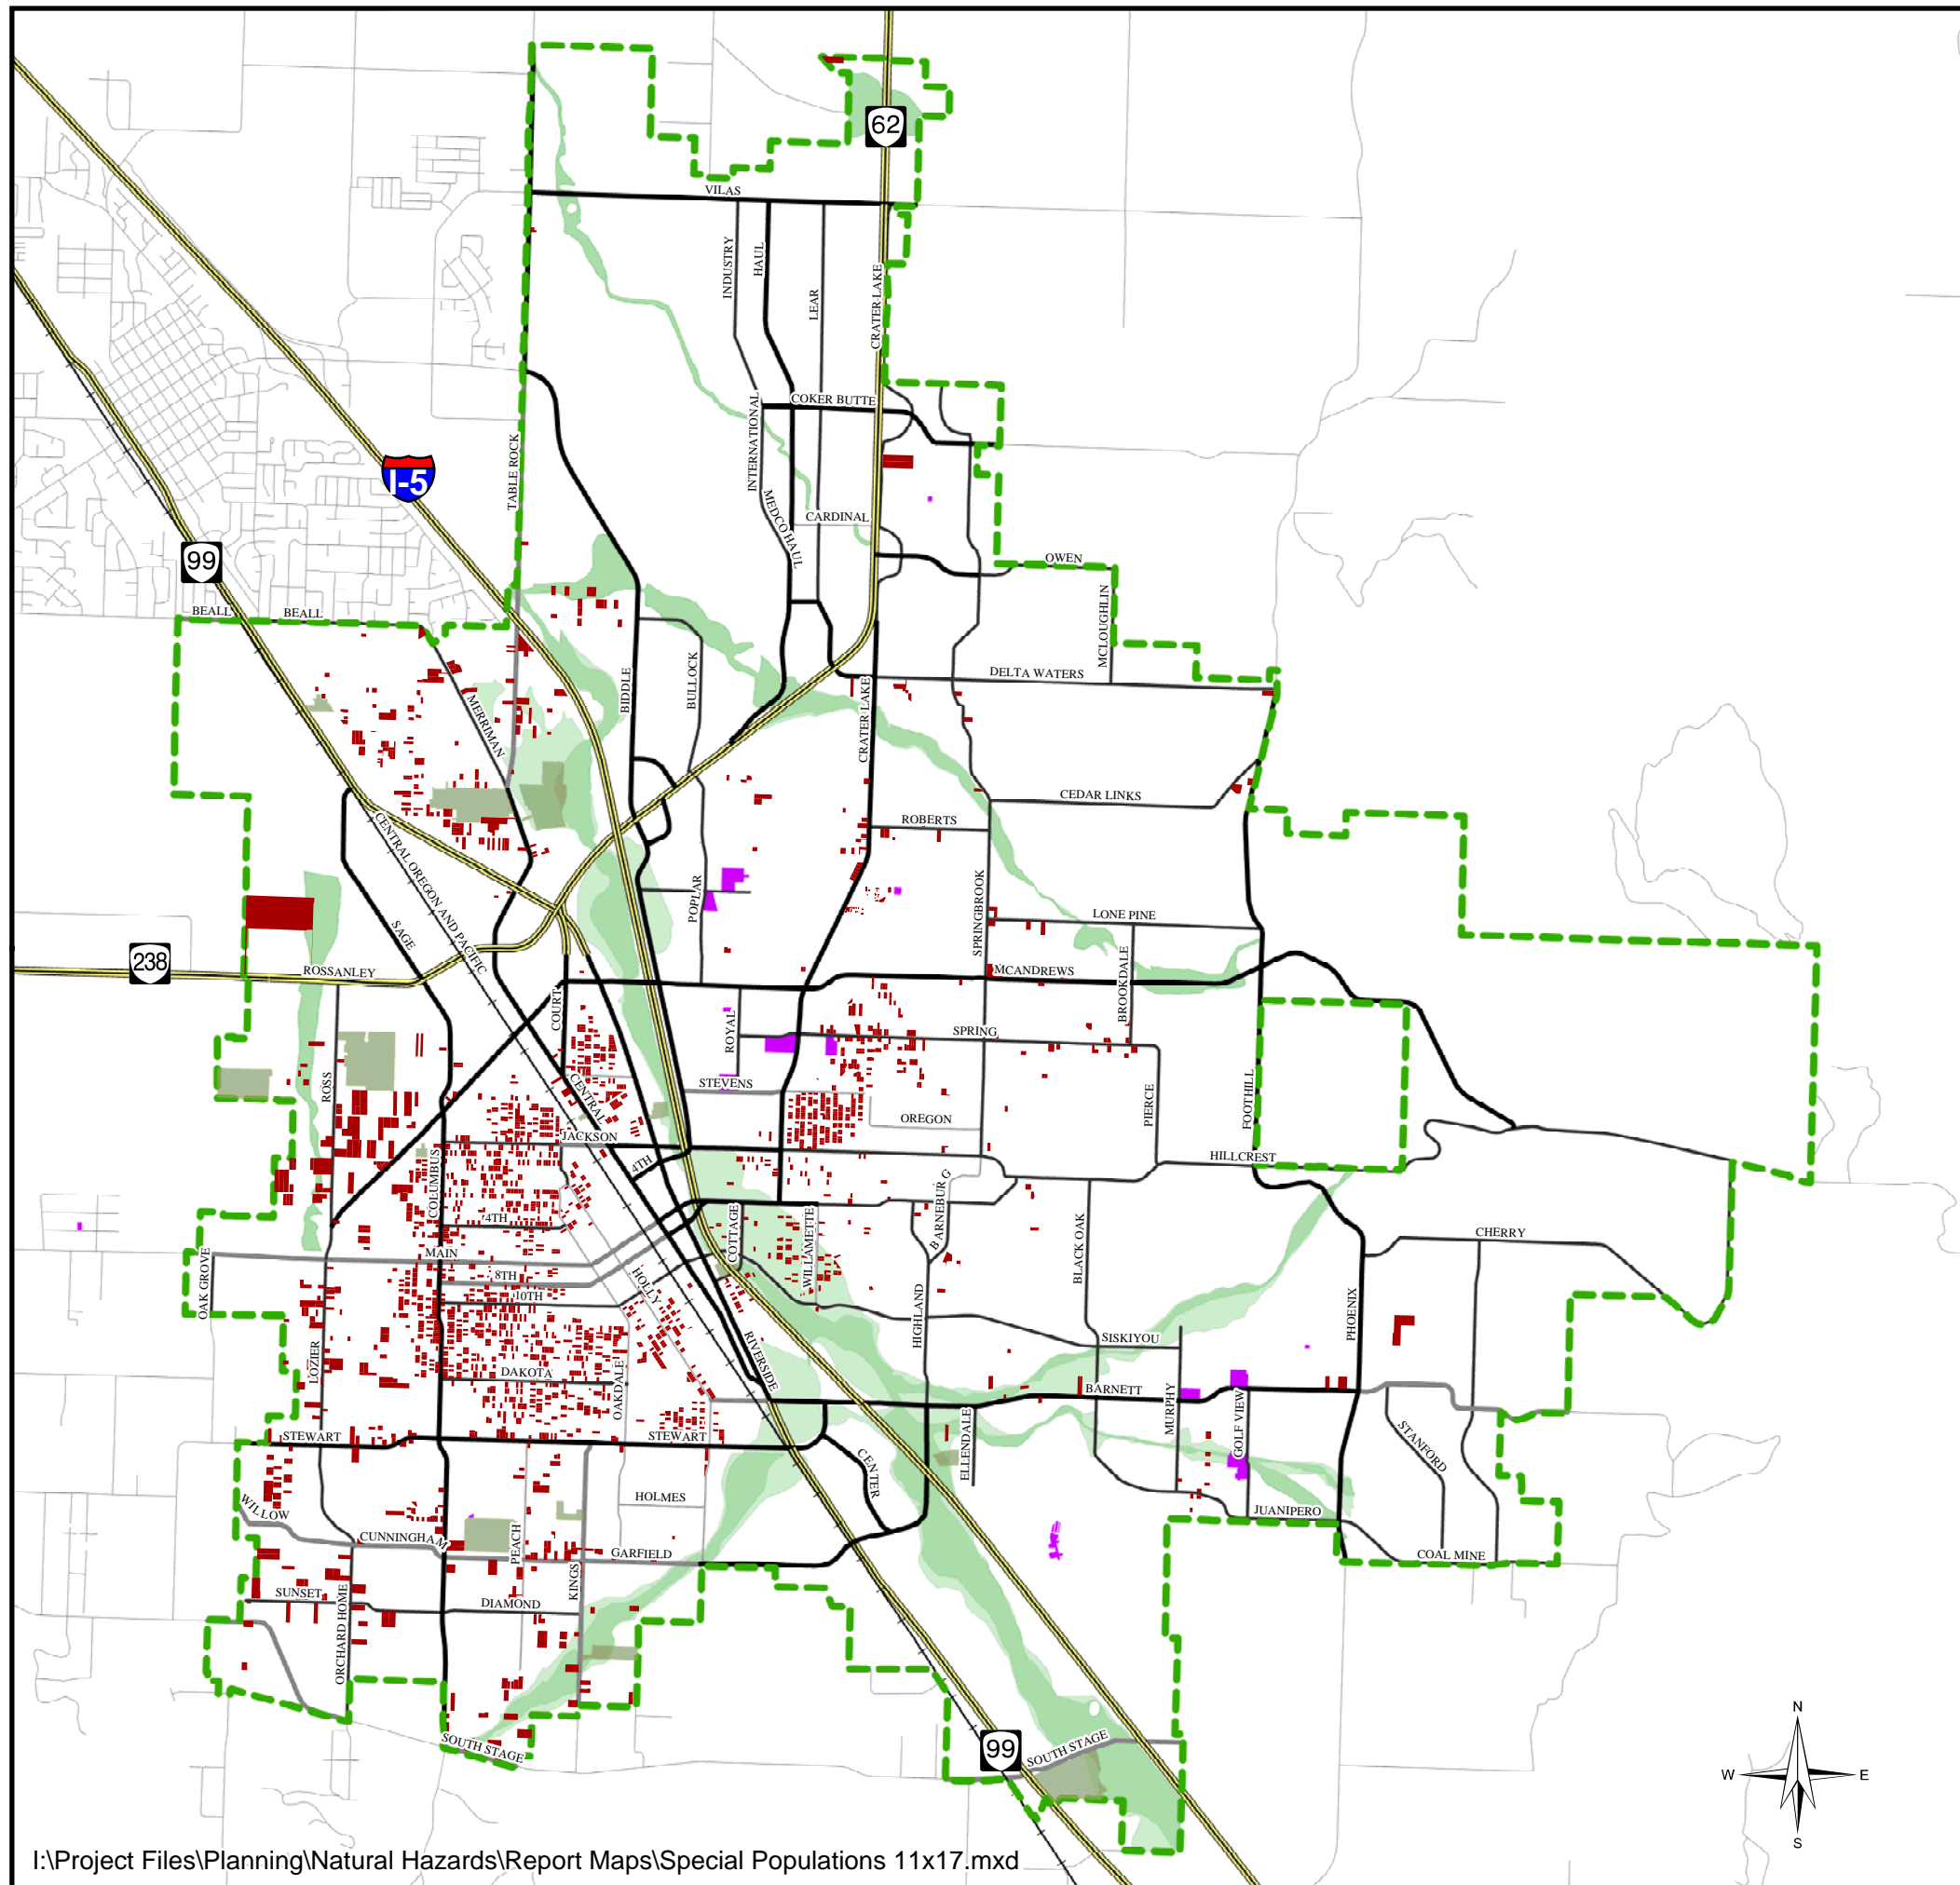 62
VILAS
INDUSTRY
HAUL
LEAR
CRATER LAKE
COKER BUTTE
INTERNATIONAL
TABLE ROCK
I-5
MEDCO HAUL
CARDINAL
99
OWEN
BEALL
BEALL
MCLOUGHLIN
BIDDLE
BULLOCK
DELTA WATERS
MERRIMAN
CRATER LAKE
CEDAR LINKS
CENTRAL OREGON AND PACIFIC
ROBERTS
POPLAR
SPRINGBROOK
LONE PINE
SAGE
238
ROSSANLEY
MCANDREWS
BROOKDALE
COURT
ROYAL
SPRING
ROSS
CENTRAL
STEVENS
OREGON
PIERCE
FOOTHILL
JACKSON
4TH
HILLCREST
COLUMBUS
BARNEBURG
4TH
COTTAGE
WILLAMETTE
BLACK OAK
CHERRY
OAK GROVE
MAIN
8TH
10TH
HOLLY
HIGHLAND
PHOENIX
LOZIER
RIVERSIDE
SISKIYOU
DAKOTA
OAKDALE
BARNETT
MURPHY
GOLF VIEW
STEWART
STEWART
CENTER
ELLENDALE
STANFORD
WILLOW
HOLMES
JUANIPERO
CUNNINGHAM
PEACH
GARFIELD
COAL MINE
SUNSET
ORCHARD HOME
DIAMOND
KINGS
SOUTH STAGE
99
SOUTH STAGE
N
W
E
S
I:\Project Files\Planning\Natural Hazards\Report Maps\Special Populations 11x17.mxd